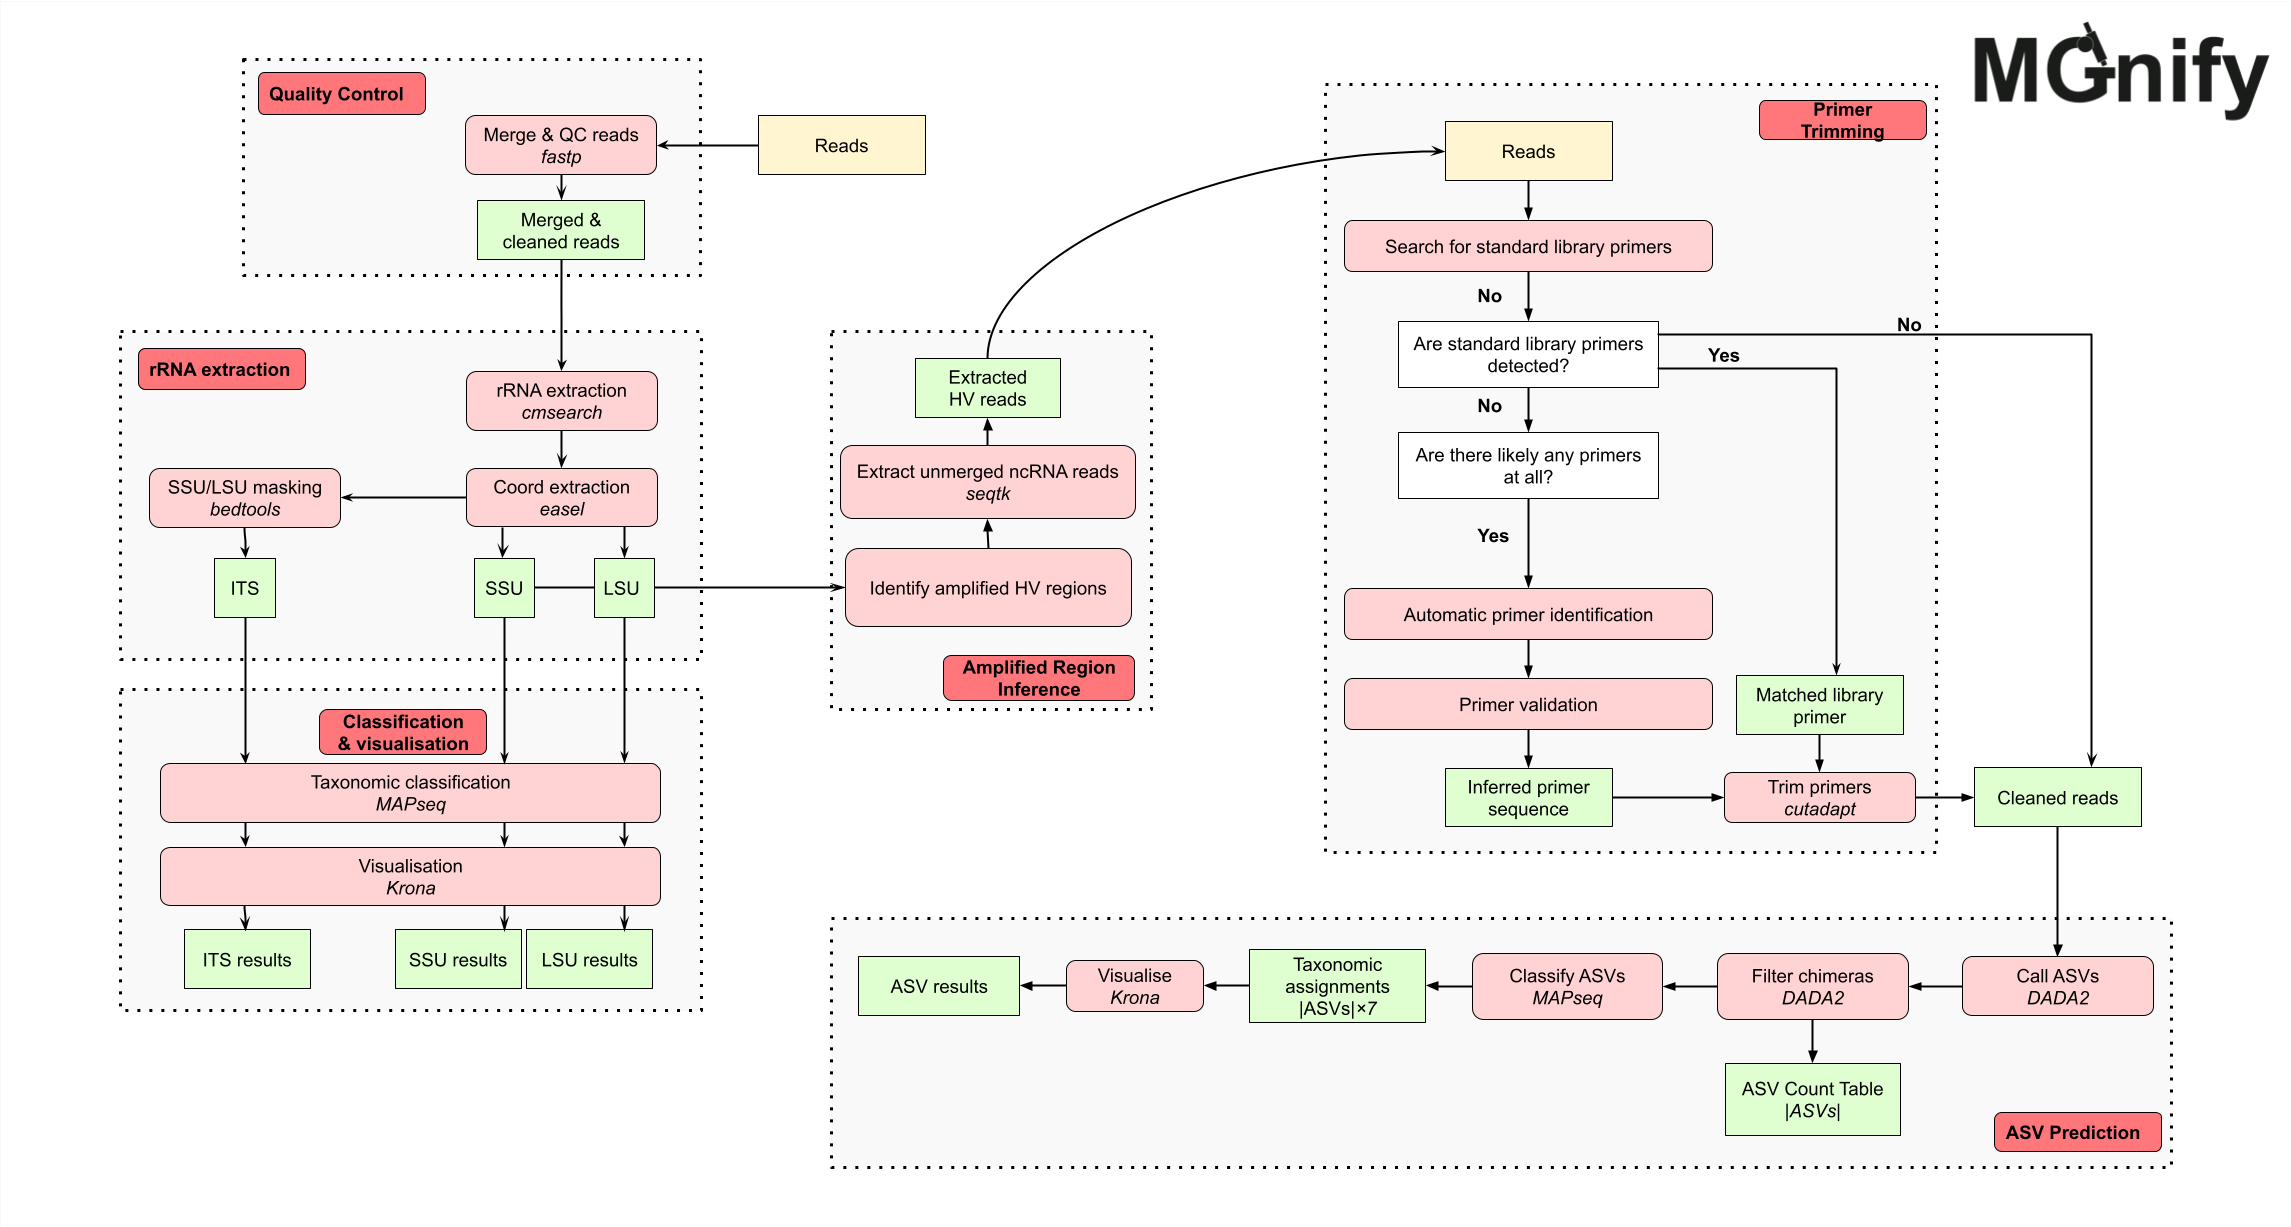 MGnify
Quality Control
Merge & QC reads
fastp
Reads
Merged &
cleaned reads
rRNA extraction
rRNA extraction
cmsearch
SSU/LSU masking
bedtools
Coord extraction
easel
ITS
SSU
LSU
Classification
& visualisation
Taxonomic classification
MAPseq
Visualisation
Krona
ITS results
SSU results
LSU results
Extracted
HV reads
Extract unmerged ncRNA reads
seqtk
Identify amplified HV regions
Amplified Region
Inference
Primer
Trimming
Reads
Search for standard library primers
No
Are standard library primers
detected?
No
Yes
No
Are there likely any primers
at all?
Yes
Automatic primer identification
Primer validation
Matched library
primer
Inferred primer
sequence
Trim primers
cutadapt
Cleaned reads
ASV results
Visualise
Krona
Taxonomic
assignments
|ASVs|×7
Classify ASVs
MAPseq
Filter chimeras
DADA2
Call ASVs
DADA2
ASV Count Table
|ASVs|
ASV Prediction